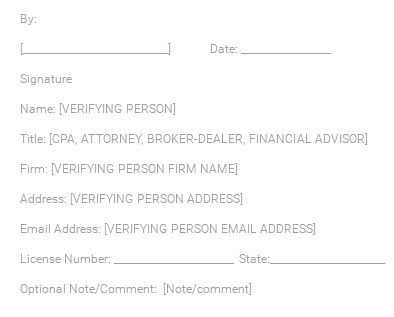 By:
[______________________]    Date: ______________
Signature
Name: [VERIFYING PERSON]
Title: [CPA, ATTORNEY, BROKER-DEALER, FINANCIAL ADVISOR]
Firm: [VERIFYING PERSON FIRM NAME]
Address: [VERIFYING PERSON ADDRESS]
Email Address: [VERIFYING PERSON EMAIL ADDRESS]
License Number: __________________ State:__________________
Optional Note/Comment:  [Note/comment]